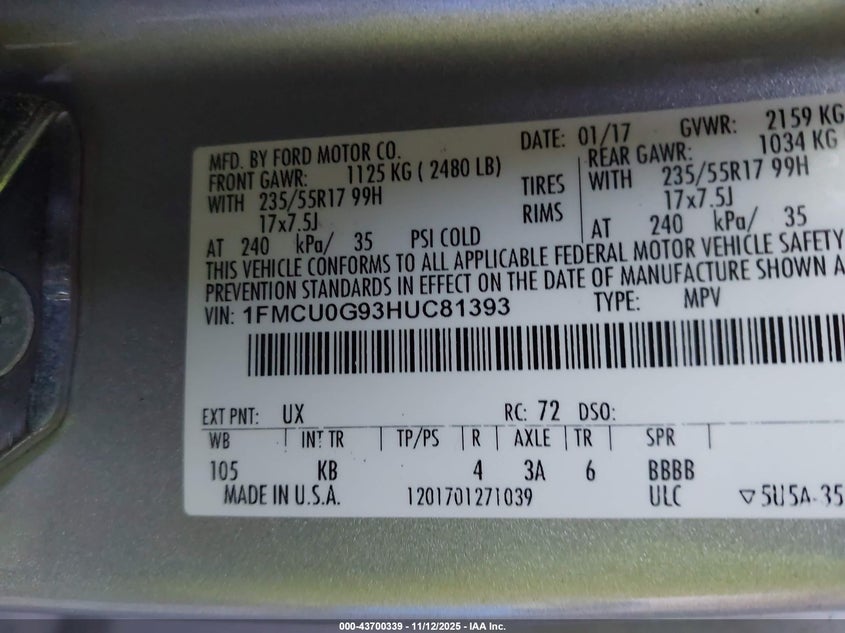 MFD. BY FORD MOTOR CO. DATE: 01/17 GVWR: 2159 KG
FRONT GAWR: 1125 KG ( 2480 LB) REAR GAWR: 1034 KG
WITH 235/55R17 99H TIRES WITH 235/55R17 99H
17x7.5J RIMS 17x7.5J
AT 240 kPa/ 35 PSI COLD AT 240 kPa/ 35
THIS VEHICLE CONFORMS TO ALL APPLICABLE FEDERAL MOTOR VEHICLE SAFETY
PREVENTION STANDARDS IN EFFECT ON THE DATE OF MANUFACTURE SHOWN A
VIN: 1FMCU0G93HUC81393 TYPE: MPV
EXT PNT: UX RC: 72 DSO:
WB INT TR TP/PS R AXLE TR SPR
105 KB 4 3A 6 BBBB
MADE IN U.S.A. 1201701271039 ULC ▽5U5A-35
000-43700339 - 11/12/2025 - IAA Inc.